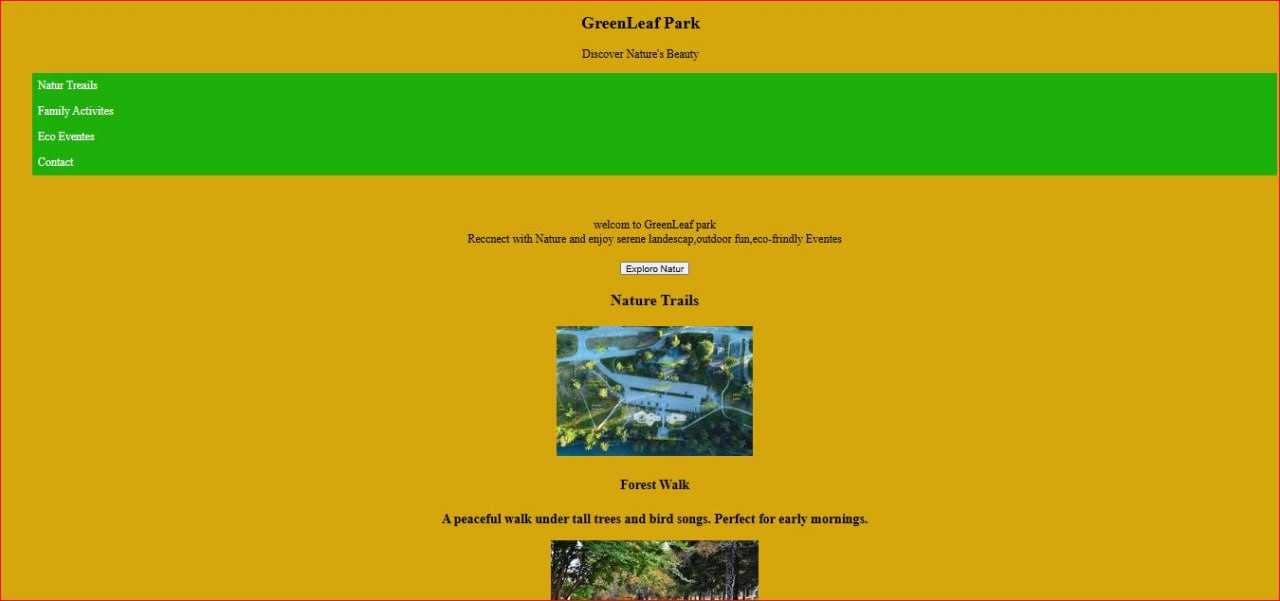 GreenLeaf Park
Discover Nature's Beauty
Natur Treails
Family Activites
Eco Eventes
Contact
welcom to GreenLeaf park
Reccnect with Nature and enjoy serene landescap,outdoor fun,eco-frindly Eventes
Exploro Natur
Nature Trails
Forest Walk
A peaceful walk under tall trees and bird songs. Perfect for early mornings.